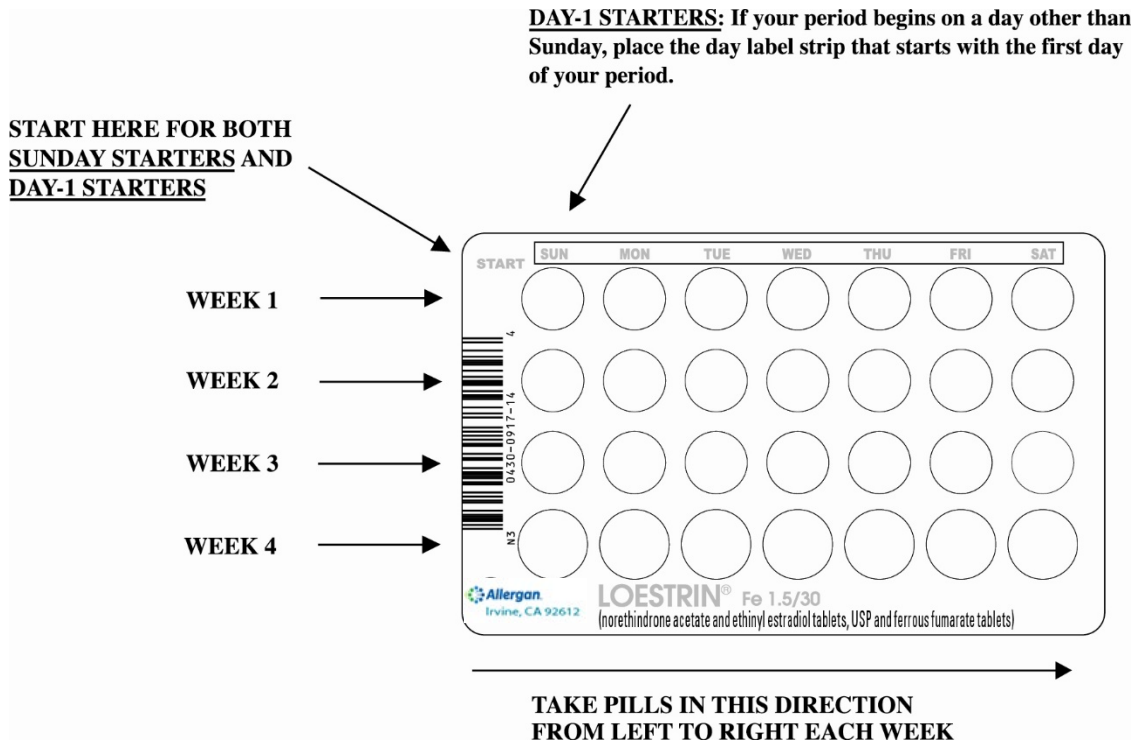 DAY-1 STARTERS: If your period begins on a day other than
Sunday, place the day label strip that starts with the first day
of your period.
START HERE FOR BOTH
SUNDAY STARTERS AND
DAY-1 STARTERS
START
SUN MON TUE WED THU FRI SAT
WEEK 1
WEEK 2
WEEK 3
WEEK 4
4
0430-0917-14
N3
Allergan
Irvine, CA 92612
LOESTRIN® Fe 1.5/30
(norethindrone acetate and ethinyl estradiol tablets, USP and ferrous fumarate tablets)
TAKE PILLS IN THIS DIRECTION
FROM LEFT TO RIGHT EACH WEEK